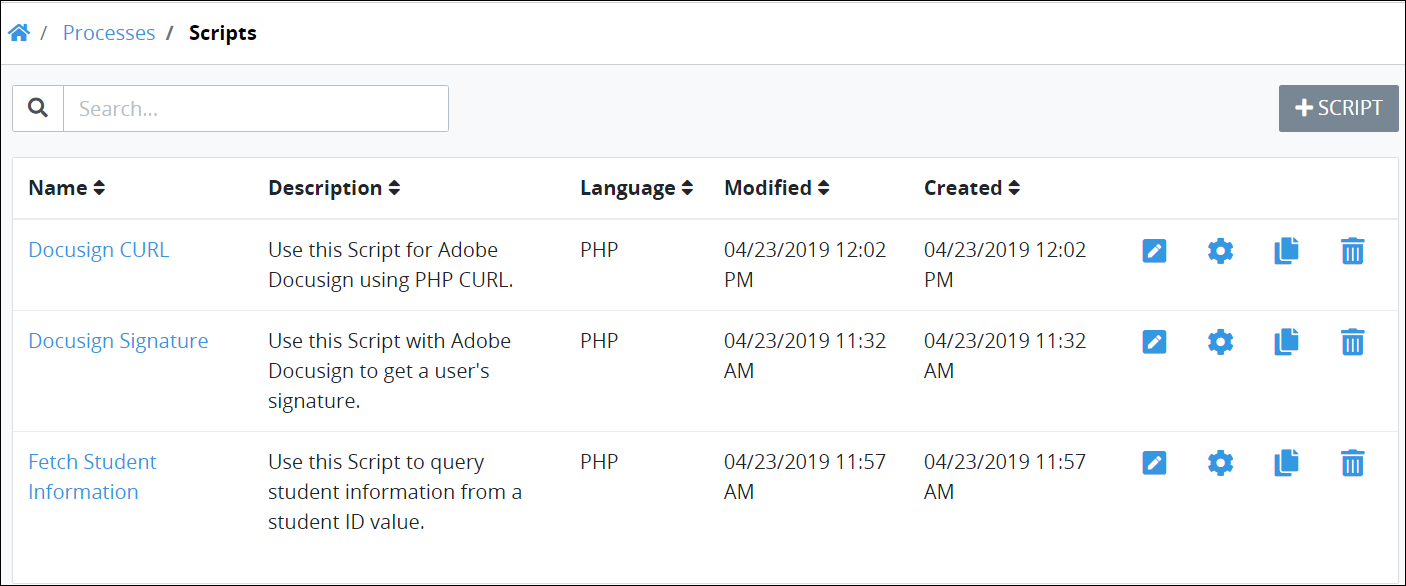 / Processes / Scripts
Search...
SCRIPT
Name Description Language Modified Created
Docusign CURL Use this Script for Adobe PHP 04/23/2019 12:02 04/23/2019 12:02
Docusign using PHP CURL. PM PM
Docusign Signature Use this Script with Adobe PHP 04/23/2019 11:32 04/23/2019 11:32
Docusign to get a user's AM AM
signature.
Fetch Student Use this Script to query PHP 04/23/2019 11:57 04/23/2019 11:57
Information student information from a AM AM
student ID value.